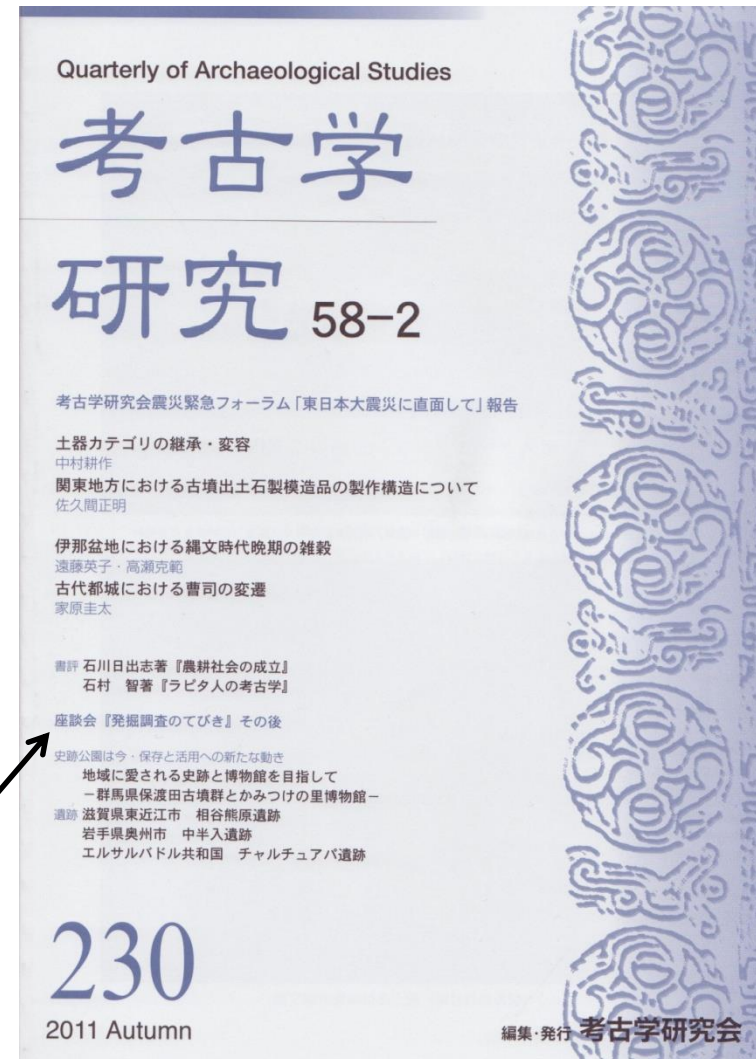 Quarterly of Archaeological Studies
考古学
研究 58-2
考古学研究会震災緊急フォーラム「東日本大震災に直面して」報告
土器カテゴリの継承・変容
中村耕作
関東地方における古墳出土石製模造品の製作構造について
佐久間正明
伊那盆地における縄文時代晩期の雑穀
遠藤英子・高瀬克範
古代都城における曹司の変遷
家原圭太
書評 石川日出志著『農耕社会の成立』
石村 智著『ラピタ人の考古学』
座談会『発掘調査のてびき』その後
史跡公園は今・保存と活用への新たな動き
地域に愛される史跡と博物館を目指して
－群馬県保渡田古墳群とかみつけの里博物館－
遺跡 滋賀県東近江市 相谷熊原遺跡
岩手県奥州市 中半入遺跡
エルサルバドル共和国 チャルチュアパ遺跡
230
2011 Autumn
編集・発行 考古学研究会